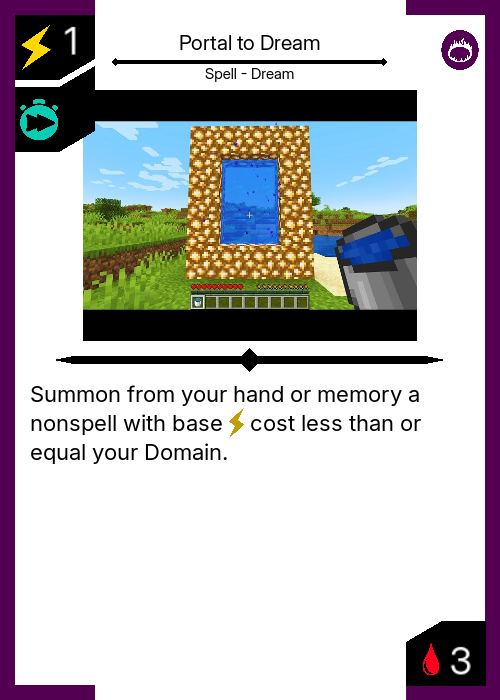 1
Portal to Dream
Spell - Dream
Summon from your hand or memory a
nonspell with base cost less than or
equal your Domain.
3